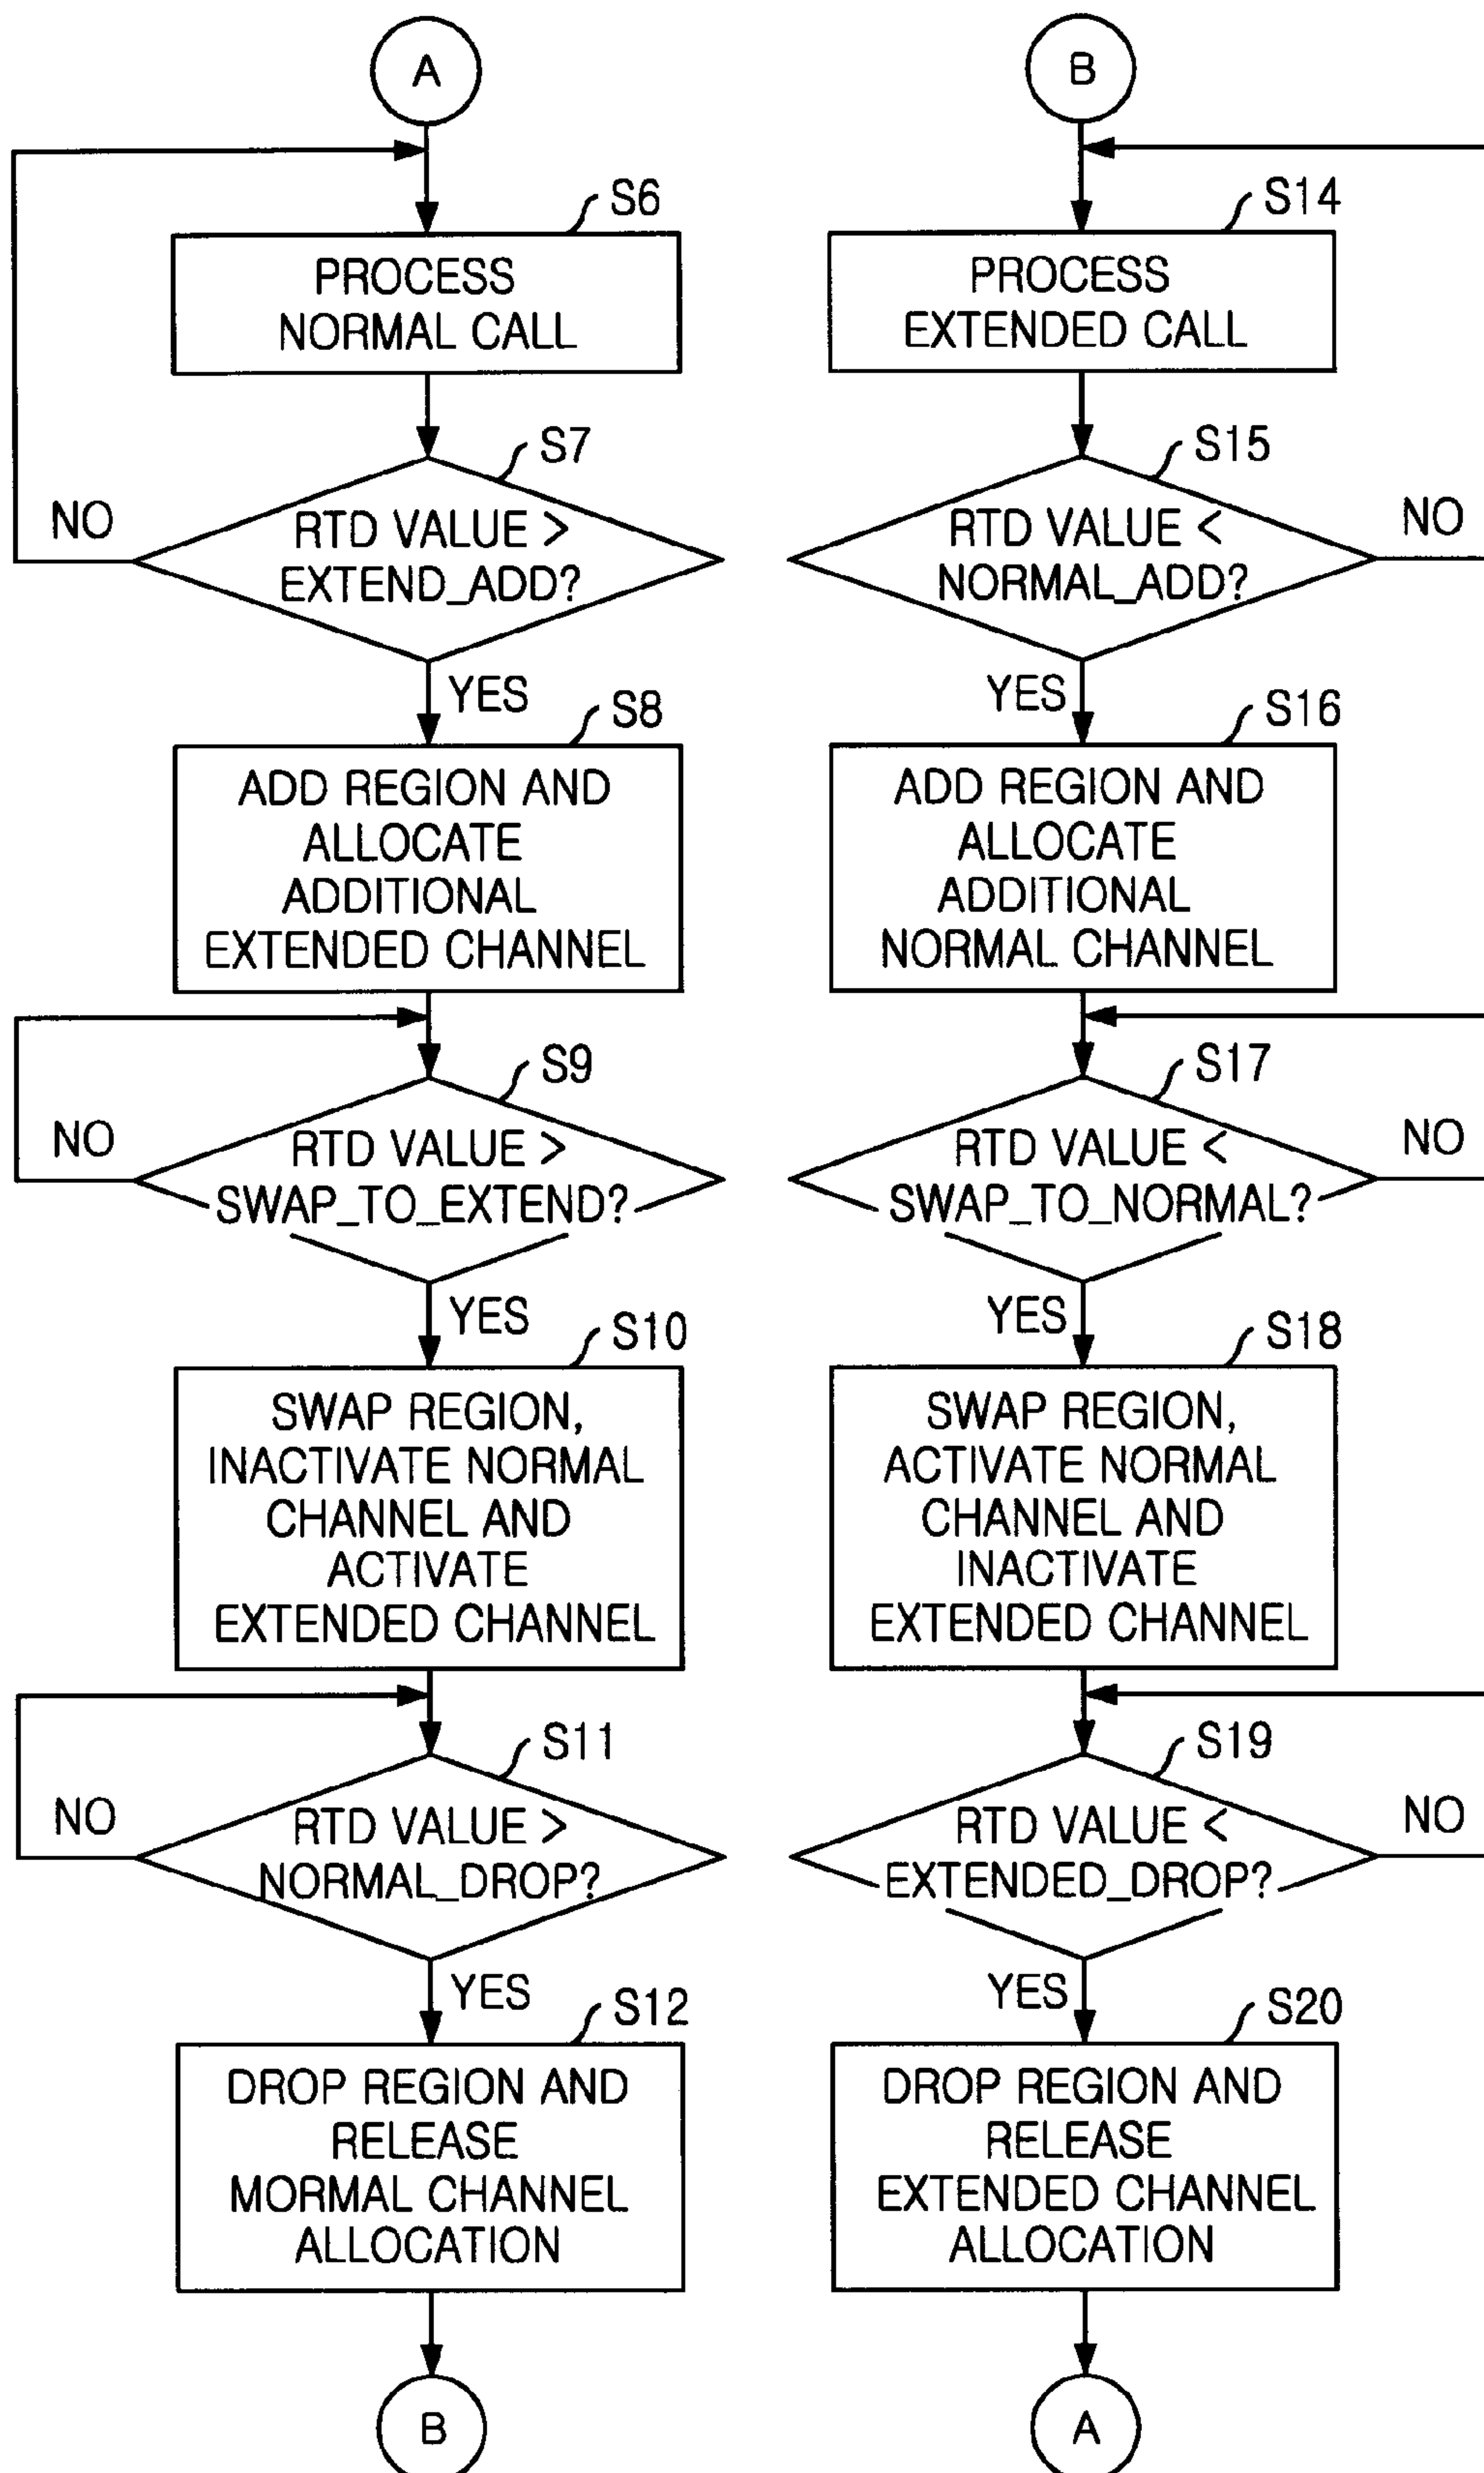 A
S6
PROCESS
NORMAL CALL
S7
NO
RTD VALUE >
EXTEND_ADD?
YES
S8
ADD REGION AND
ALLOCATE
ADDITIONAL
EXTENDED CHANNEL
S9
NO
RTD VALUE >
SWAP_TO_EXTEND?
YES
S10
SWAP REGION,
INACTIVATE NORMAL
CHANNEL AND
ACTIVATE
EXTENDED CHANNEL
S11
NO
RTD VALUE >
NORMAL_DROP?
YES
S12
DROP REGION AND
RELEASE
MORMAL CHANNEL
ALLOCATION
B
B
S14
PROCESS
EXTENDED CALL
S15
NO
RTD VALUE <
NORMAL_ADD?
YES
S16
ADD REGION AND
ALLOCATE
ADDITIONAL
NORMAL CHANNEL
S17
NO
RTD VALUE <
SWAP_TO_NORMAL?
YES
S18
SWAP REGION,
ACTIVATE NORMAL
CHANNEL AND
INACTIVATE
EXTENDED CHANNEL
S19
NO
RTD VALUE <
EXTENDED_DROP?
YES
S20
DROP REGION AND
RELEASE
EXTENDED CHANNEL
ALLOCATION
A